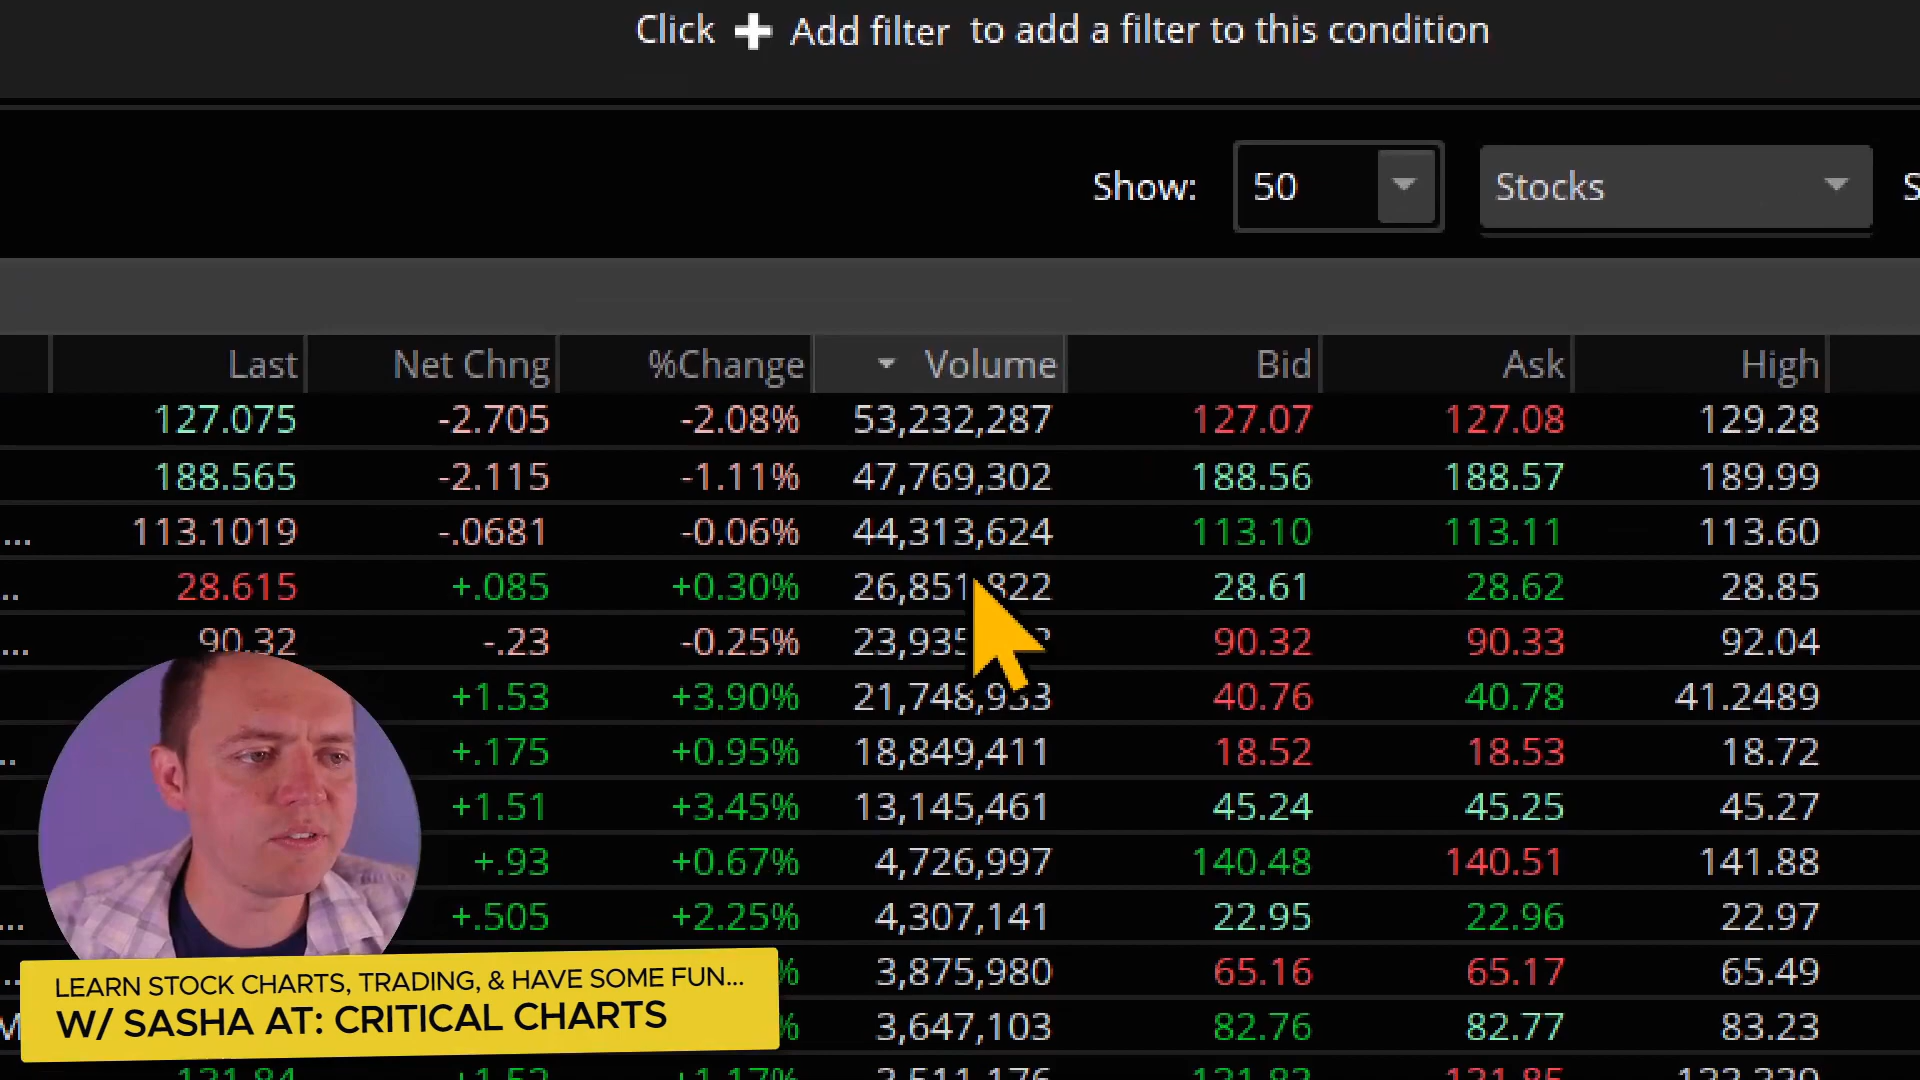 Click + Add filter to add a filter to this condition
Show: 50 Stocks
Last Net Chng %Change Volume Bid Ask High
127.075 -2.705 -2.08% 53,232,287 127.07 127.08 129.28
188.565 -2.115 -1.11% 47,769,302 188.56 188.57 189.99
... 113.1019 -.0681 -0.06% 44,313,624 113.10 113.11 113.60
.. 28.615 +.085 +0.30% 26,851,822 28.61 28.62 28.85
... 90.32 -.23 -0.25% 90.32 90.33 92.04
+1.53 +3.90% 21,748,933 40.76 40.78 41.2489
.. +.175 +0.95% 18,849,411 18.52 18.53 18.72
+1.51 +3.45% 13,145,461 45.24 45.25 45.27
+.93 +0.67% 4,726,997 140.48 140.51 141.88
... +.505 +2.25% 4,307,141 22.95 22.96 22.97
.. % 3,875,980 65.16 65.17 65.49
% 3,647,103 82.76 82.77 83.23
LEARN STOCK CHARTS, TRADING, & HAVE SOME FUN...
W/ SASHA AT: CRITICAL CHARTS